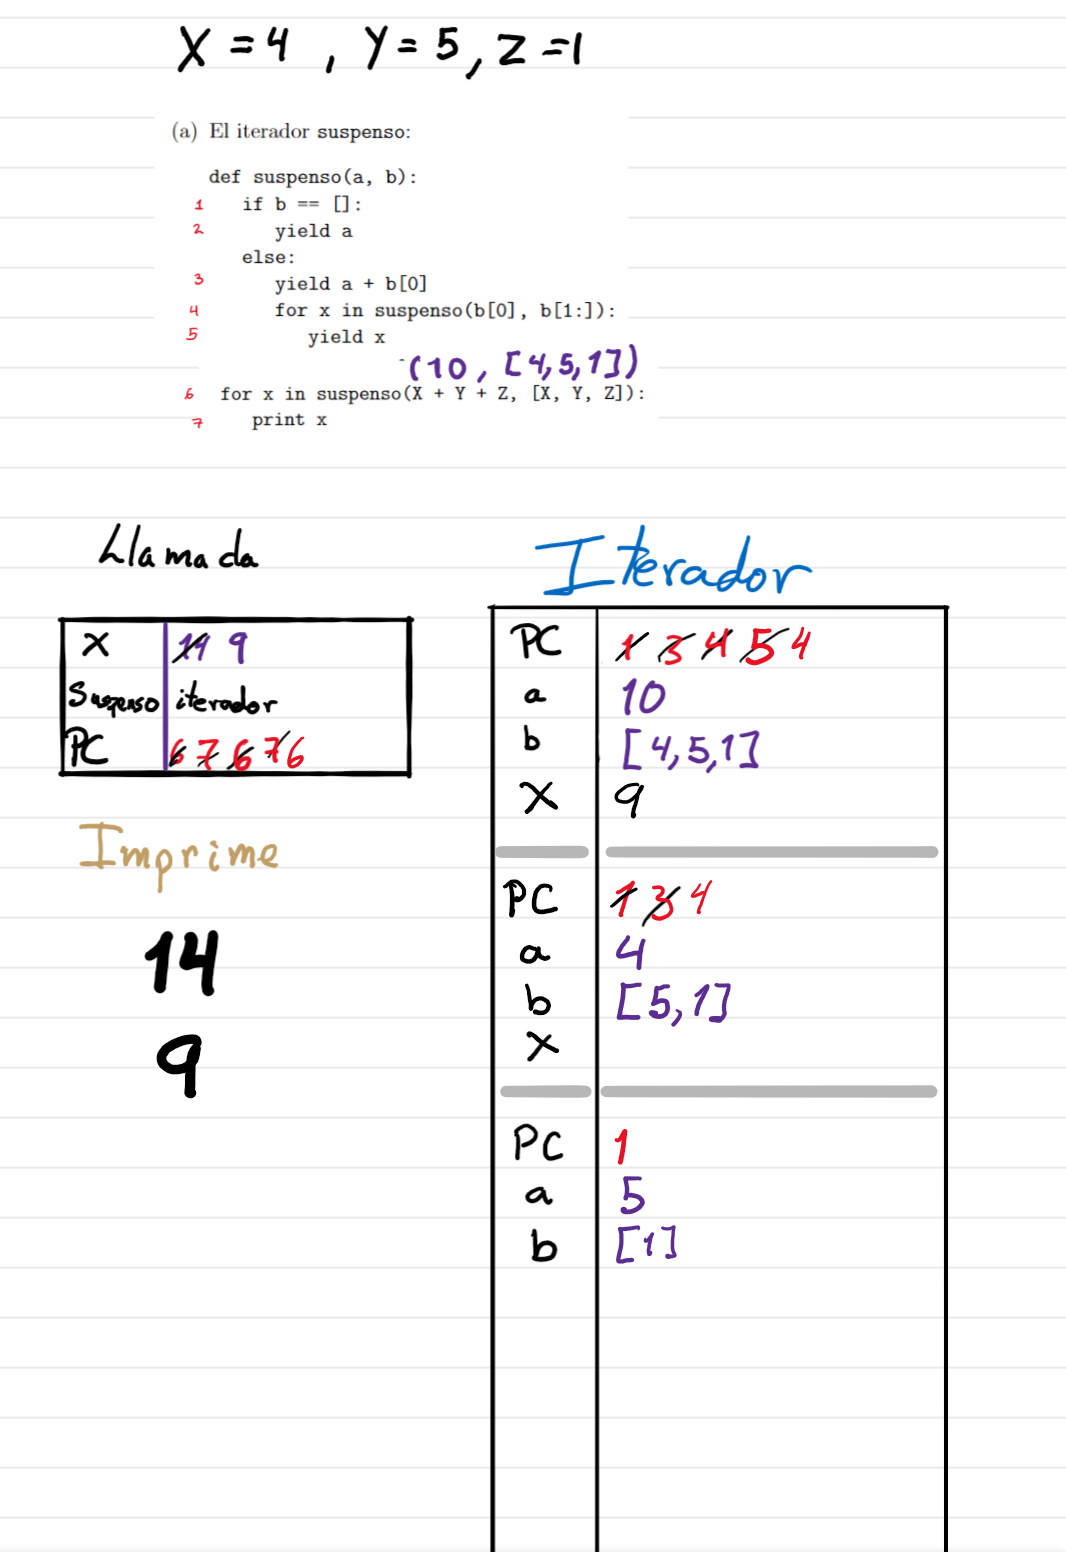 X = 4 , Y = 5 , Z = 1
(a) El iterador suspenso:
def suspenso(a, b):
1 if b == []:
2 yield a
else:
3 yield a + b[0]
4 for x in suspenso(b[0], b[1:]):
5 yield x
(10, [4,5,1])
6 for x in suspenso(X + Y + Z, [X, Y, Z]):
7 print x
Llamada
X 14 9
Suspenso iterador
PC 6 7 6 7 6
Imprime
14
9
Iterador
PC 1 3 4 5 4
a 10
b [4,5,1]
X 9
PC 1 3 4
a 4
b [5,1]
X
PC 1
a 5
b [1]